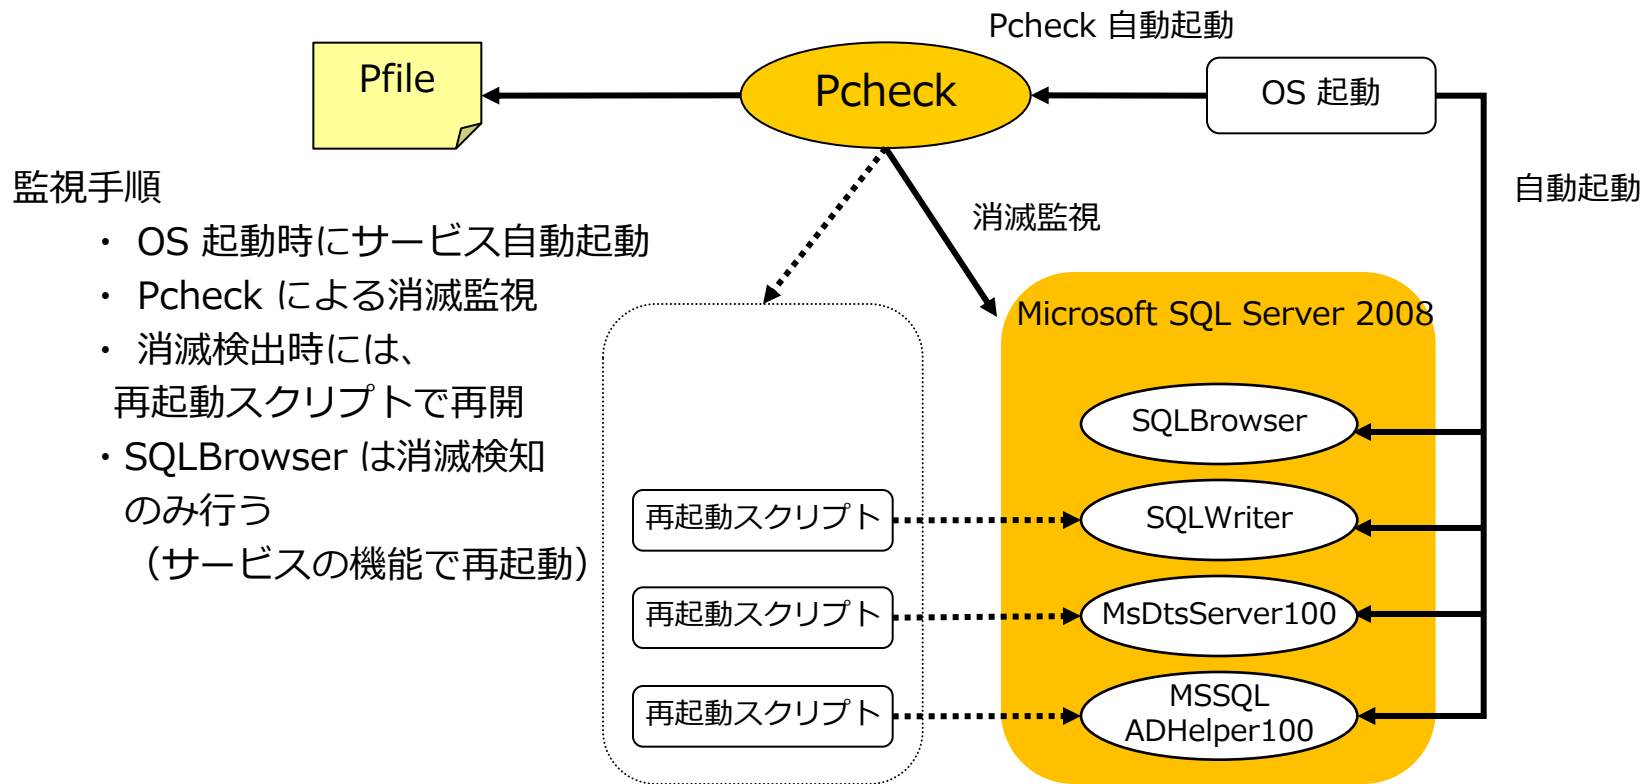 Pcheck 自動起動
Pfile
Pcheck
OS 起動
監視手順
自動起動
消滅監視
・ OS 起動時にサービス自動起動
・ Pcheck による消滅監視
・ 消滅検出時には、
再起動スクリプトで再開
・SQLBrowser は消滅検知
のみ行う
（サービスの機能で再起動）
Microsoft SQL Server 2008
SQLBrowser
再起動スクリプト
SQLWriter
再起動スクリプト
MsDtsServer100
再起動スクリプト
MSSQL
ADHelper100